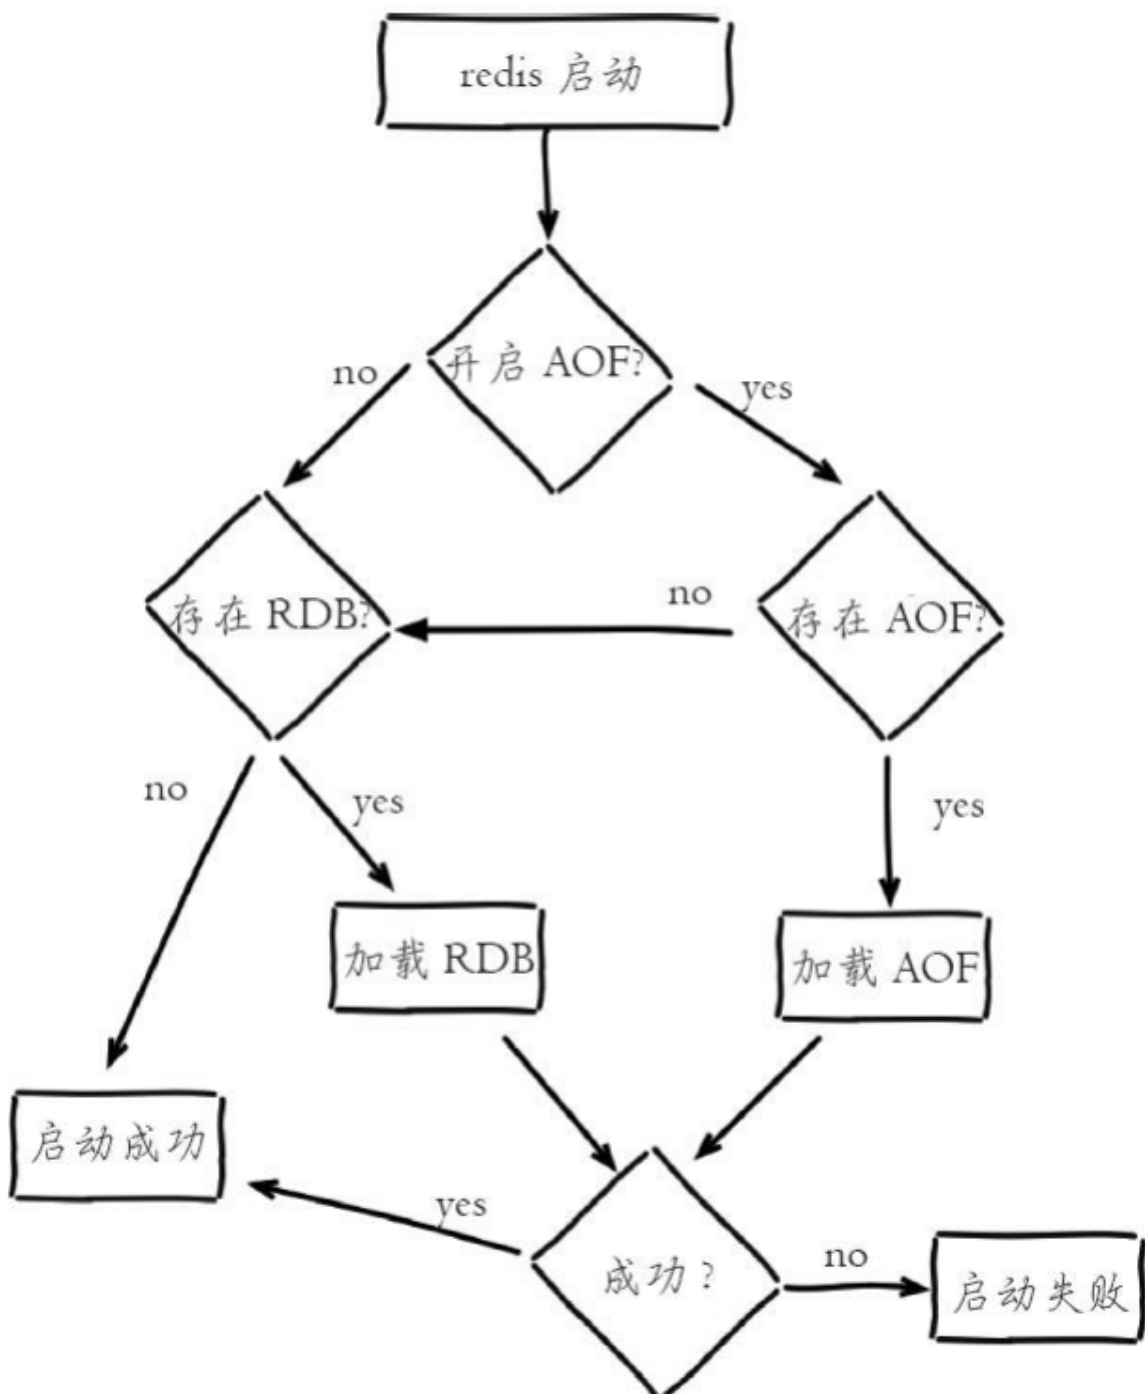 redis 启动
开启 AOF?
no
yes
存在 RDB?
no
存在 AOF?
no
yes
yes
加载 RDB
加载 AOF
启动成功
yes
成功?
no
启动失败